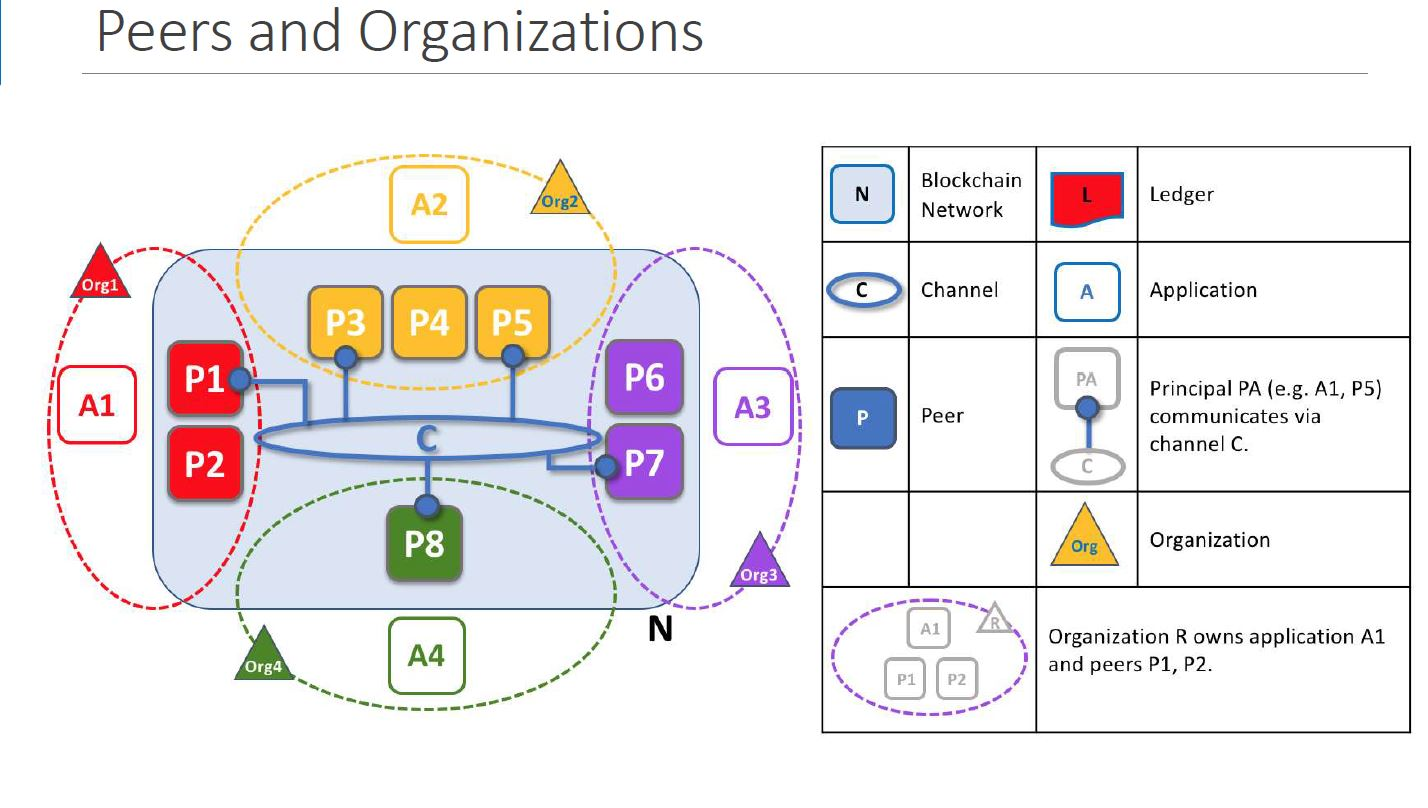 Peers and Organizations
A2
Org2
Org1
P3 P4 P5
P1
P6
A1
A3
C
P2
P7
P8
Org3
N
A4
Org4
N
Blockchain
Network
L
Ledger
C
Channel
A
Application
P
Peer
PA
C
Principal PA (e.g. A1, P5)
communicates via
channel C.
Org
Organization
A1
R
P1 P2
Organization R owns application A1
and peers P1, P2.